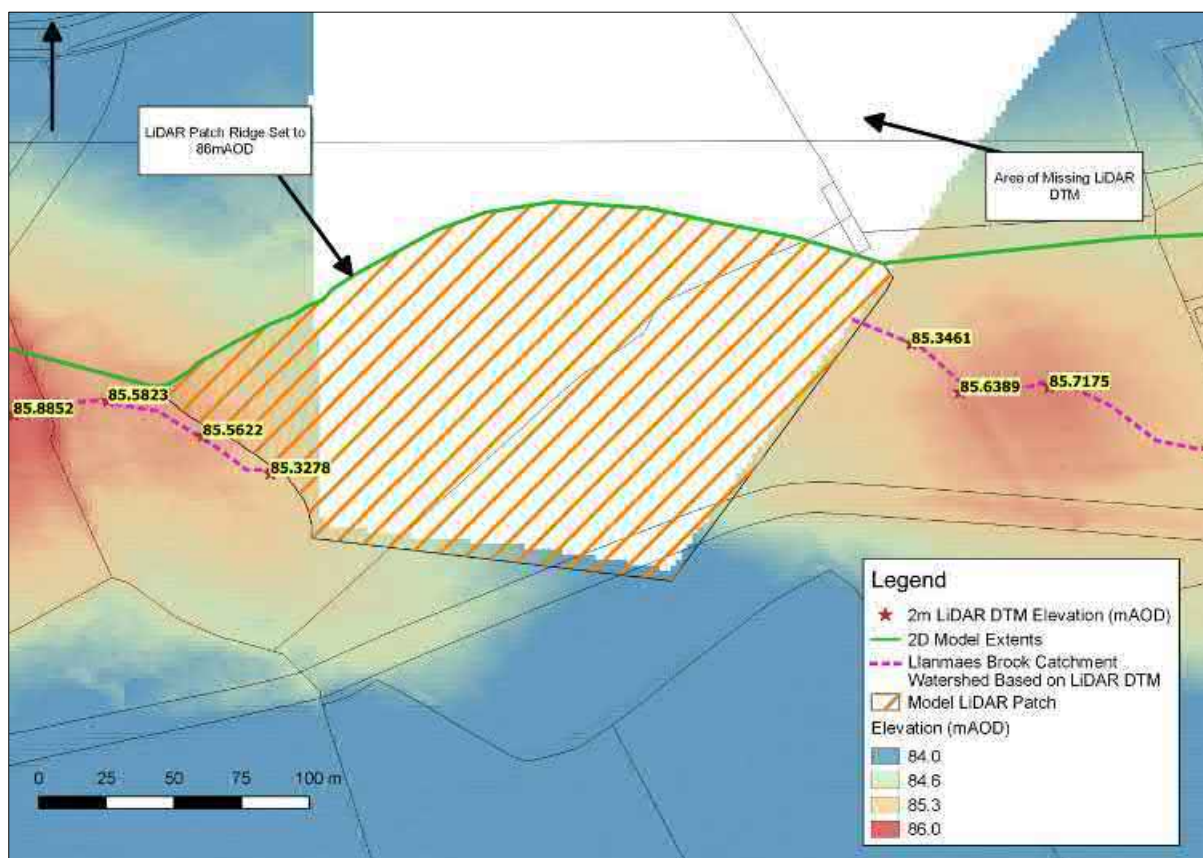 LiDAR Patch Ridge Set to
86mAOD
Area of Missing LiDAR
DTM
85.3461
85.6389
85.7175
85.5823
85.8852
85.5622
85.3278
Legend
2m LiDAR DTM Elevation (mAOD)
2D Model Extents
Llanmaes Brook Catchment
Watershed Based on LiDAR DTM
Model LiDAR Patch
Elevation (mAOD)
84.0
84.6
85.3
86.0
0 25 50 75 100 m